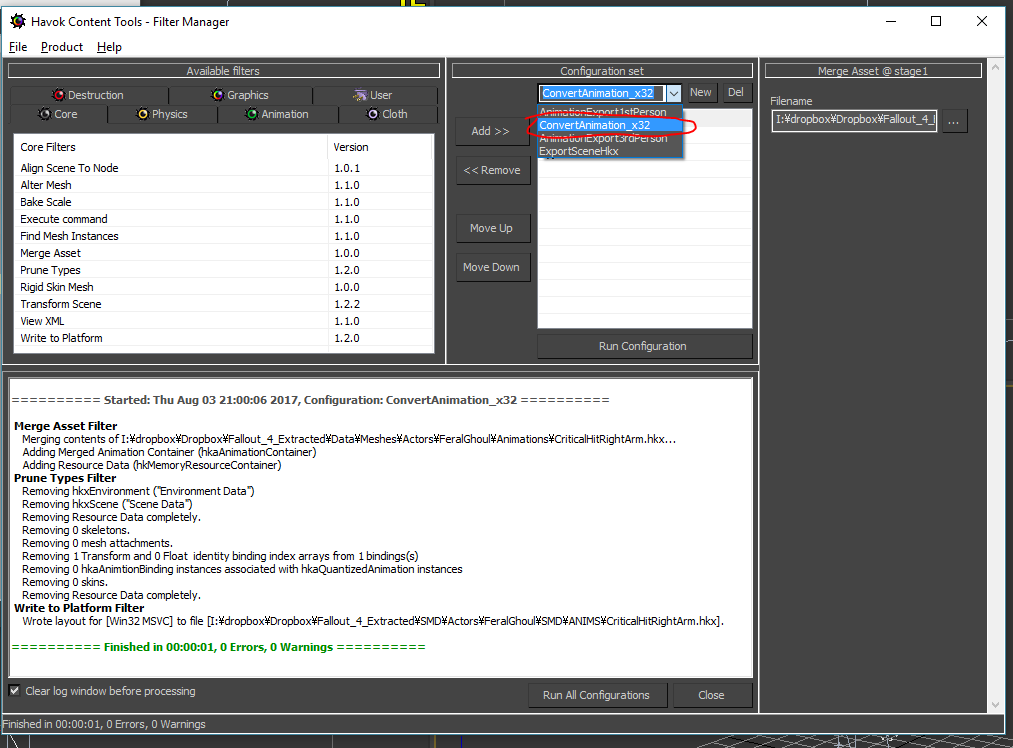 Havok Content Tools - Filter Manager
File Product Help
Available filters
Destruction Graphics User
Core Physics Animation Cloth
Core Filters Version
Align Scene To Node 1.0.1
Alter Mesh 1.1.0
Bake Scale 1.1.0
Execute command 1.1.0
Find Mesh Instances 1.1.0
Merge Asset 1.0.0
Prune Types 1.2.0
Rigid Skin Mesh 1.0.0
Transform Scene 1.2.2
View XML 1.1.0
Write to Platform 1.2.0
Configuration set
ConvertAnimation_x32 New Del
AnimationExport1stPerson
ConvertAnimation_x32
AnimationExport3rdPerson
ExportSceneHkx
Add >>
<< Remove
Move Up
Move Down
Run Configuration
Merge Asset @ stage1
Filename
I:¥dropbox¥Dropbox¥Fallout_4_ ...
========== Started: Thu Aug 03 21:00:06 2017, Configuration: ConvertAnimation_x32 ==========
Merge Asset Filter
Merging contents of I:¥dropbox¥Dropbox¥Fallout_4_Extracted¥Data¥Meshes¥Actors¥FeralGhoul¥Animations¥CriticalHitRightArm.hkx...
Adding Merged Animation Container (hkaAnimationContainer)
Adding Resource Data (hkMemoryResourceContainer)
Prune Types Filter
Removing hkxEnvironment ("Environment Data")
Removing hkxScene ("Scene Data")
Removing Resource Data completely.
Removing 0 skeletons.
Removing 0 mesh attachments.
Removing 1 Transform and 0 Float identity binding index arrays from 1 bindings(s)
Removing 0 hkaAnimtionBinding instances associated with hkaQuantizedAnimation instances
Removing 0 skins.
Removing Resource Data completely.
Write to Platform Filter
Wrote layout for [Win32 MSVC] to file [I:¥dropbox¥Dropbox¥Fallout_4_Extracted¥SMD¥Actors¥FeralGhoul¥SMD¥ANIMS¥CriticalHitRightArm.hkx].
========== Finished in 00:00:01, 0 Errors, 0 Warnings ==========
Clear log window before processing
Run All Configurations Close
Finished in 00:00:01, 0 Errors, 0 Warnings